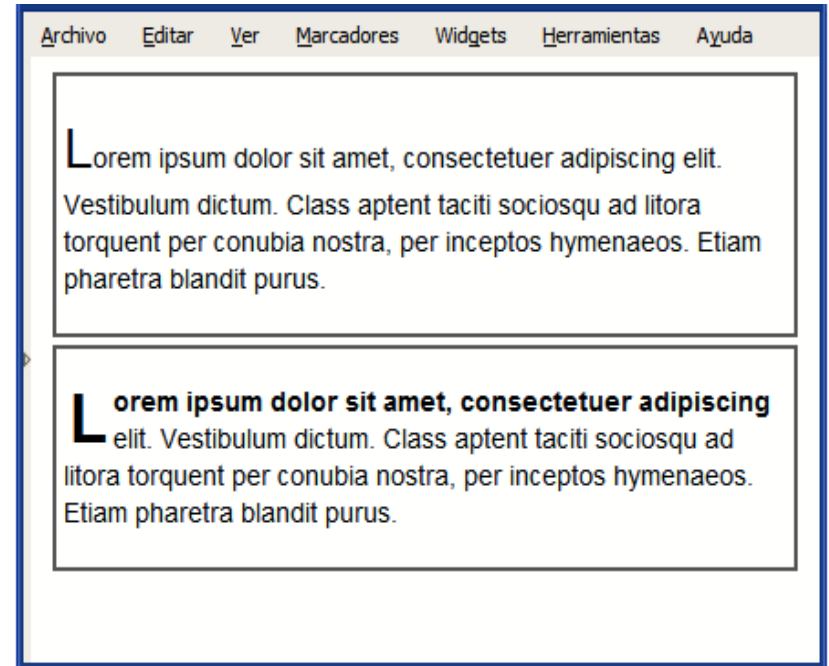 Archivo Editar Ver Marcadores Widgets Herramientas Ayuda
Lorem ipsum dolor sit amet, consectetuer adipiscing elit.
Vestibulum dictum. Class aptent taciti sociosqu ad litora
torquent per conubia nostra, per inceptos hymenaeos. Etiam
pharetra blandit purus.
Lorem ipsum dolor sit amet, consectetuer adipiscing
elit. Vestibulum dictum. Class aptent taciti sociosqu ad
litora torquent per conubia nostra, per inceptos hymenaeos.
Etiam pharetra blandit purus.